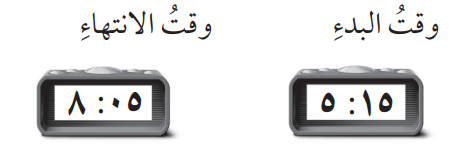 وقتُ البدءِ
وقتُ الانتهاءِ
٥:١٥
٨:٠٥